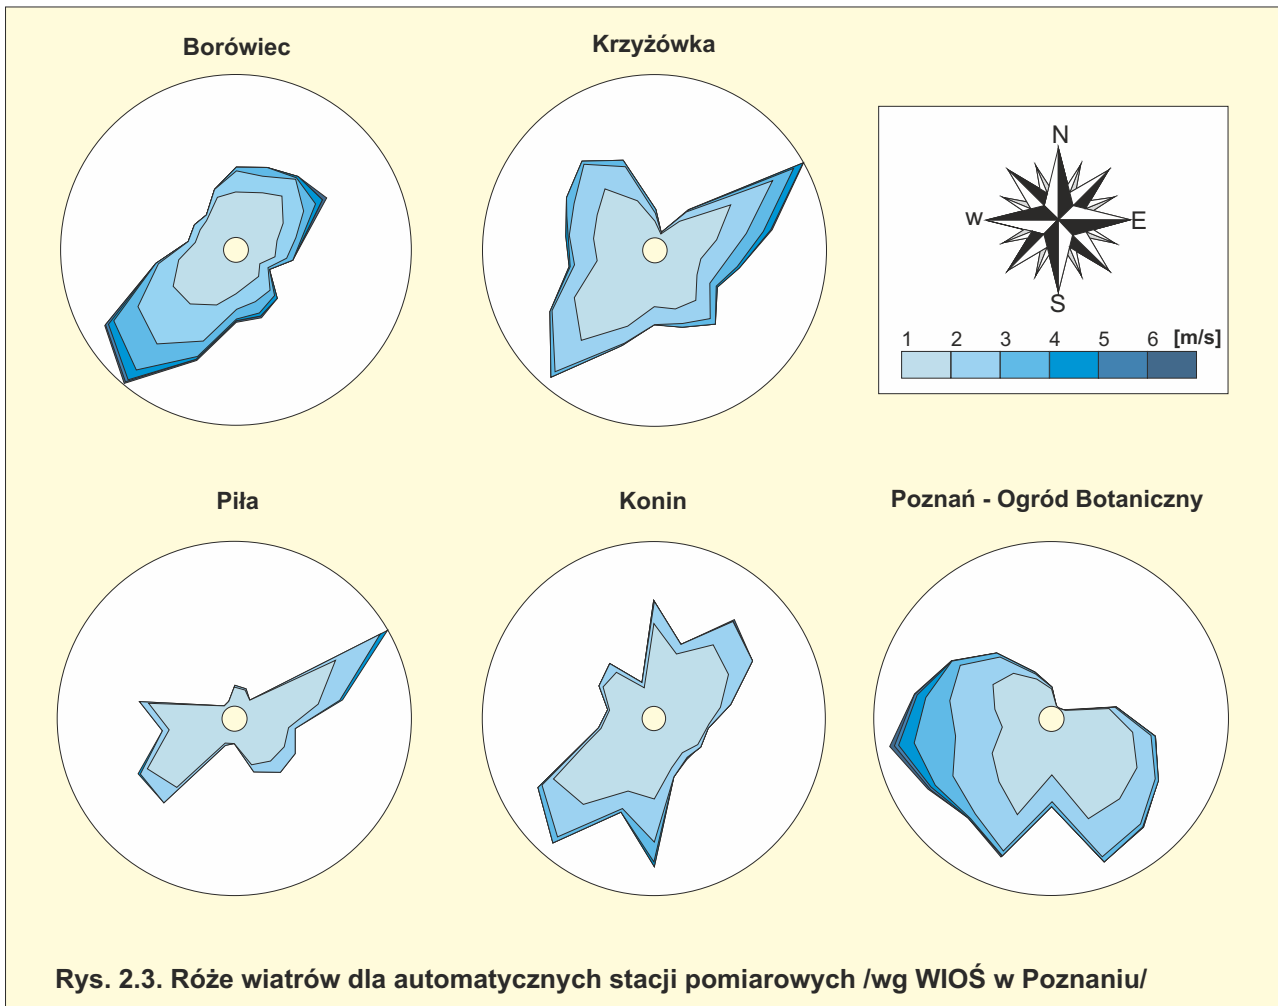 Borówiec
Krzyżówka
N
W
E
S
1 2 3 4 5 6 [m/s]
Piła
Konin
Poznań - Ogród Botaniczny
Rys. 2.3. Róże wiatrów dla automatycznych stacji pomiarowych /wg WIOŚ w Poznaniu/